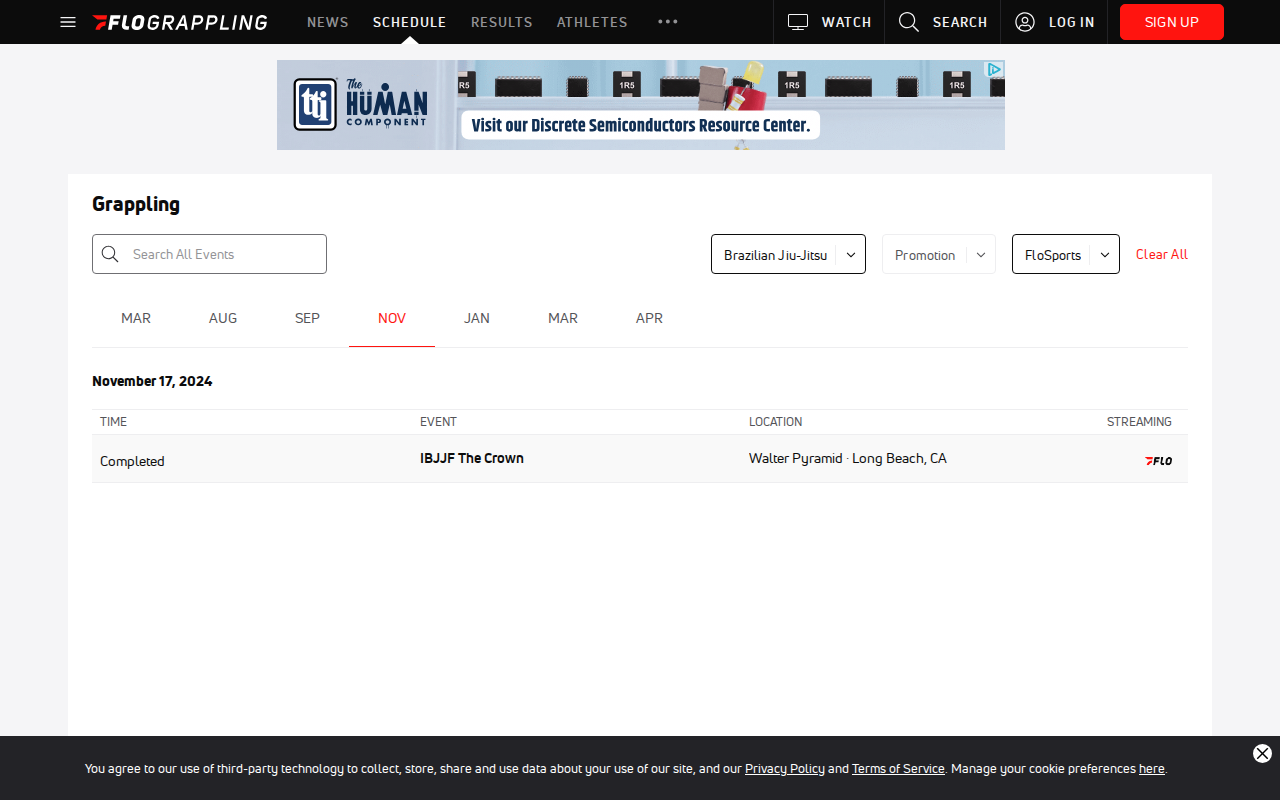 FLOGRAPPLING NEWS SCHEDULE RESULTS ATHLETES WATCH SEARCH LOG IN SIGN UP
tti The HUMAN COMPONENT
1R5 1R5 1R5 1R5
Visit our Discrete Semiconductors Resource Center.
Grappling
Search All Events Brazilian Jiu-Jitsu Promotion FloSports Clear All
MAR AUG SEP NOV JAN MAR APR
November 17, 2024
TIME EVENT LOCATION STREAMING
Completed IBJJF The Crown Walter Pyramid · Long Beach, CA FLO
You agree to our use of third-party technology to collect, store, share and use data about your use of our site, and our Privacy Policy and Terms of Service. Manage your cookie preferences here.